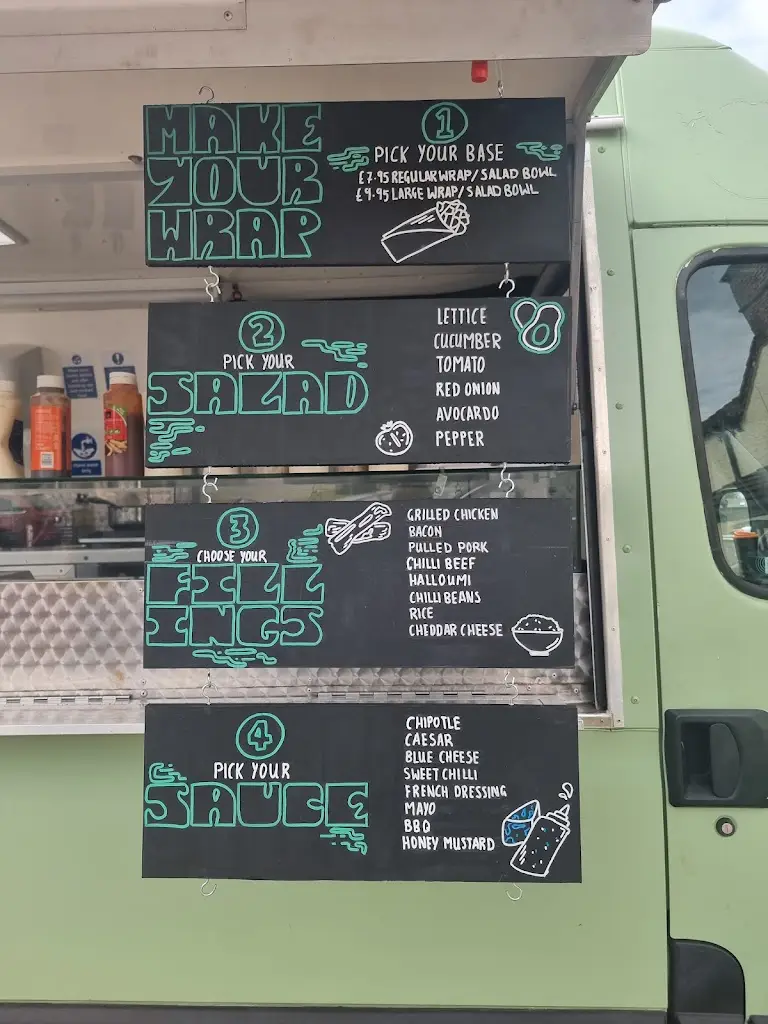 MAKE
YOUR
WRAP
1
PICK YOUR BASE
£7.95 REGULAR WRAP/SALAD BOWL
£9.95 LARGE WRAP/SALAD BOWL
2
PICK YOUR
SALAD
LETTICE
CUCUMBER
TOMATO
RED ONION
AVOCARDO
PEPPER
3
CHOOSE YOUR
FILL
INGS
GRILLED CHICKEN
BACON
PULLED PORK
CHILLI BEEF
HALLOUMI
CHILLI BEANS
RICE
CHEDDAR CHEESE
4
PICK YOUR
SAUCE
CHIPOTLE
CAESAR
BLUE CHEESE
SWEET CHILLI
FRENCH DRESSING
MAYO
BBQ
HONEY MUSTARD